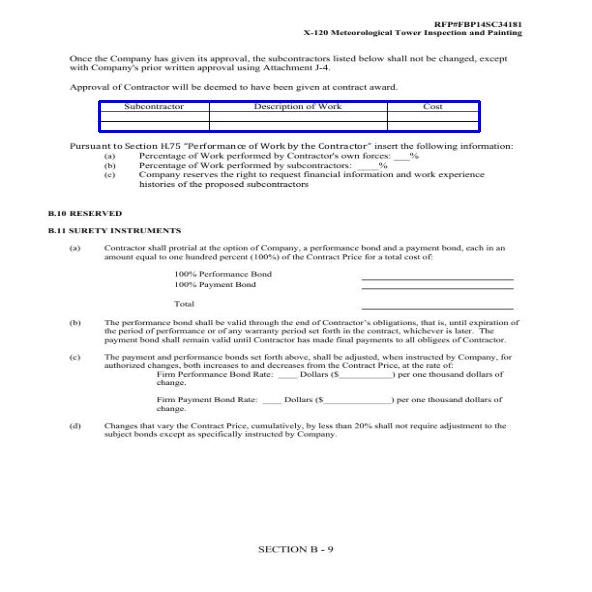 RFP#FBP14SC34181
X-120 Meteorological Tower Inspection and Painting
Once the Company has given its approval, the subcontractors listed below shall not be changed, except
with Company's prior written approval using Attachment J-4.
Approval of Contractor will be deemed to have been given at contract award.
Subcontractor Description of Work Cost
Pursuant to Section H.75 “Performance of Work by the Contractor” insert the following information:
(a) Percentage of Work performed by Contractor's own forces: ___%
(b) Percentage of Work performed by subcontractors: ____%
(c) Company reserves the right to request financial information and work experience
histories of the proposed subcontractors
B.10 RESERVED
B.11 SURETY INSTRUMENTS
(a) Contractor shall protrial at the option of Company, a performance bond and a payment bond, each in an
amount equal to one hundred percent (100%) of the Contract Price for a total cost of:
100% Performance Bond
100% Payment Bond
Total
(b) The performance bond shall be valid through the end of Contractor’s obligations, that is, until expiration of
the period of performance or of any warranty period set forth in the contract, whichever is later. The
payment bond shall remain valid until Contractor has made final payments to all obligees of Contractor.
(c) The payment and performance bonds set forth above, shall be adjusted, when instructed by Company, for
authorized changes, both increases to and decreases from the Contract Price, at the rate of:
Firm Performance Bond Rate: ____ Dollars ($___________) per one thousand dollars of
change.
Firm Payment Bond Rate: ____ Dollars ($______________) per one thousand dollars of
change.
(d) Changes that vary the Contract Price, cumulatively, by less than 20% shall not require adjustment to the
subject bonds except as specifically instructed by Company.
SECTION B - 9